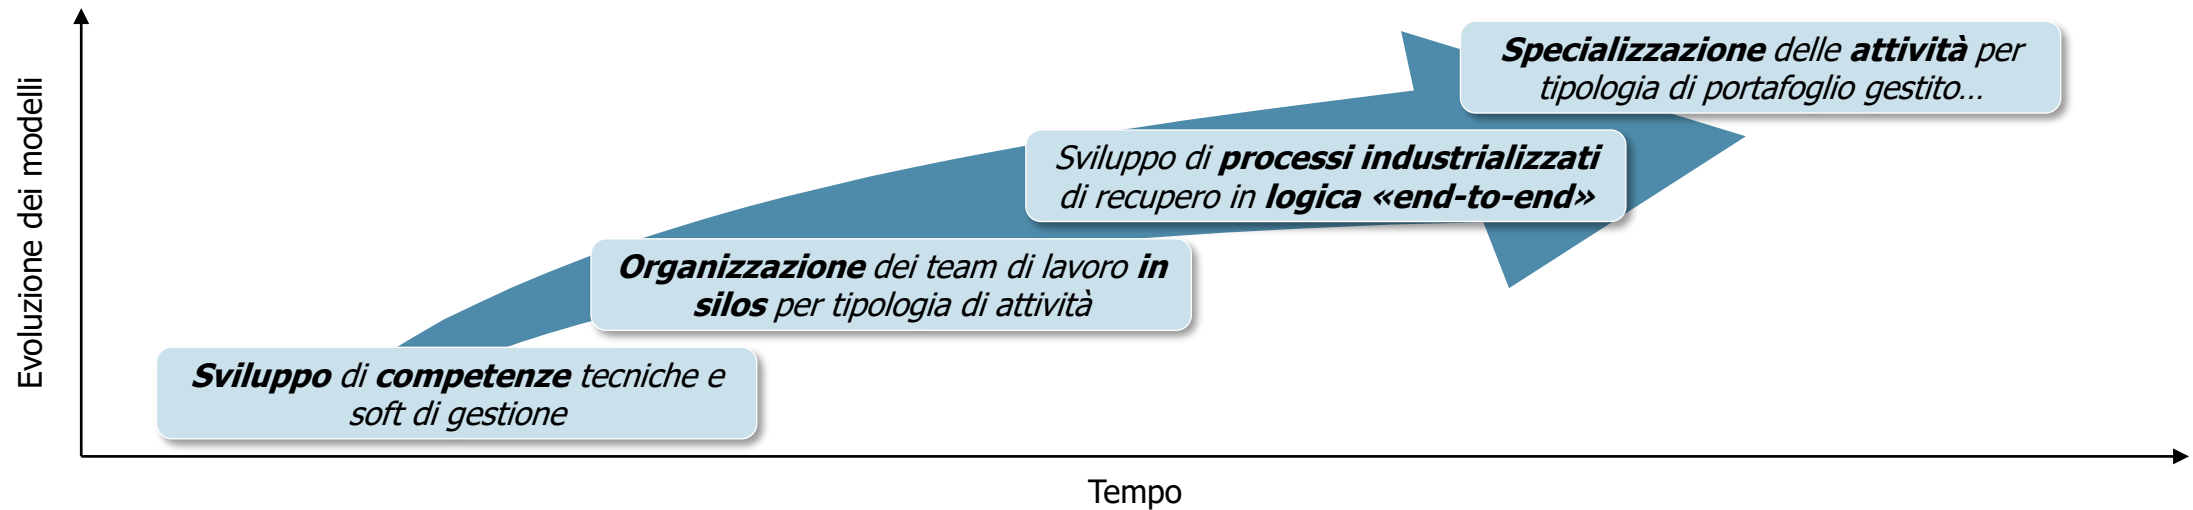 Evoluzione dei modelli
Specializzazione delle attività per
tipologia di portafoglio gestito...
Sviluppo di processi industrializzati
di recupero in logica «end-to-end»
Organizzazione dei team di lavoro in
silos per tipologia di attività
Sviluppo di competenze tecniche e
soft di gestione
Tempo